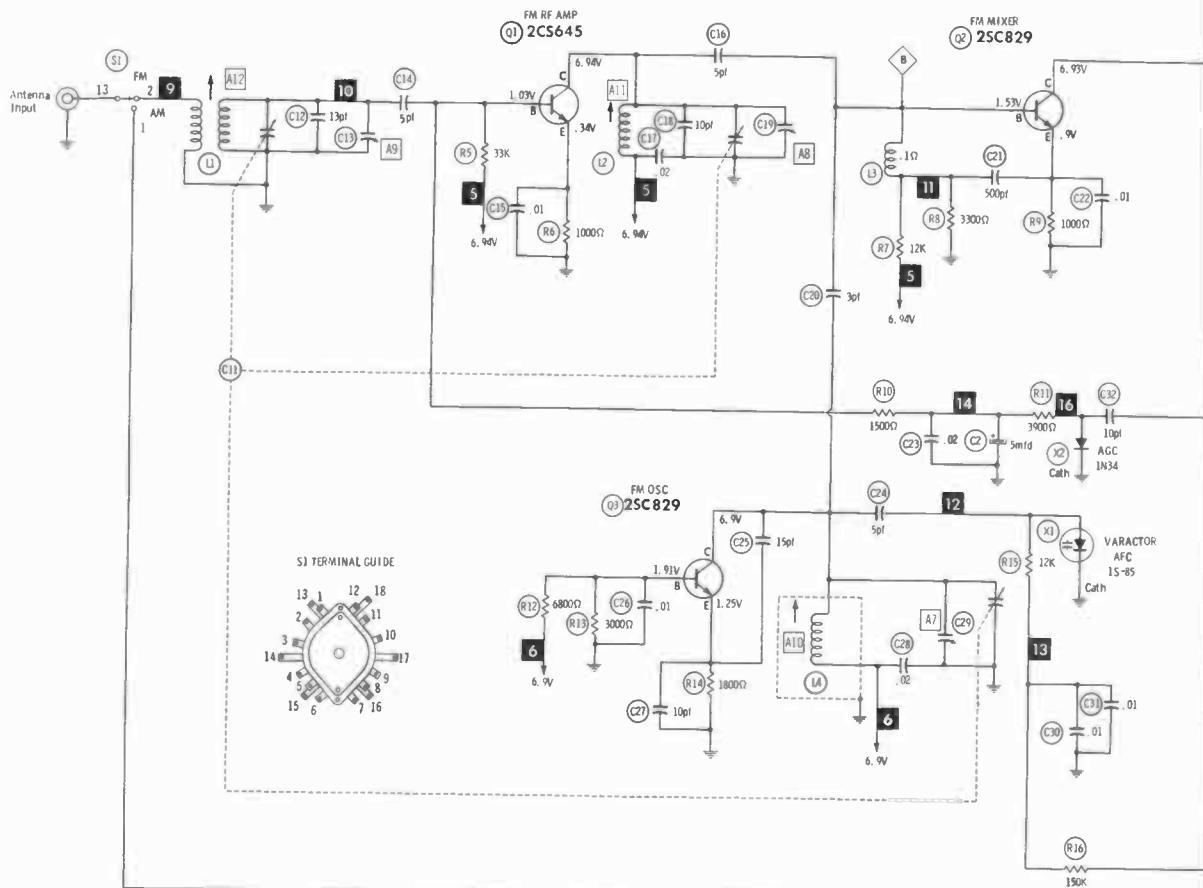 FM RF AMP
Q1 2CS645
C16
5pf
FM MIXER
Q2 2SC829
S1
Antenna
Input
13
FM
2
AM
1
9
A12
L1
C12
13pf
10
C13
A9
C14
5pf
1.03V
B
C
6.94V
E
.34V
R5
33K
5
6.94V
C15
.01
R6
1000Ω
A11
L2
C17
.02
C18
10pf
C19
A8
5
6.94V
B
1.53V
B
C
6.93V
E
.9V
L3
.1Ω
11
R8
3300Ω
C21
500pf
C22
.01
R9
1000Ω
R7
12K
5
6.94V
C20
3pf
C11
R10
1500Ω
14
C23
.02
C2
5mfd
R11
3900Ω
16
C32
10pf
X2
AGC
1N34
Cath
FM OSC
Q3 2SC829
6.9V
C
1.91V
B
E
1.25V
C25
15pf
C24
5pf
12
R15
12K
X1
VARACTOR
AFC
1S-85
Cath
R12
6800Ω
R13
3000Ω
C26
.01
6
6.9V
R14
1800Ω
C27
10pf
A10
L4
C28
.02
A7
C29
6
6.9V
13
C30
.01
C31
.01
R16
150K
S1 TERMINAL GUIDE
13
1
12
18
2
11
3
10
14
17
4
9
5
8
15
6
7
16